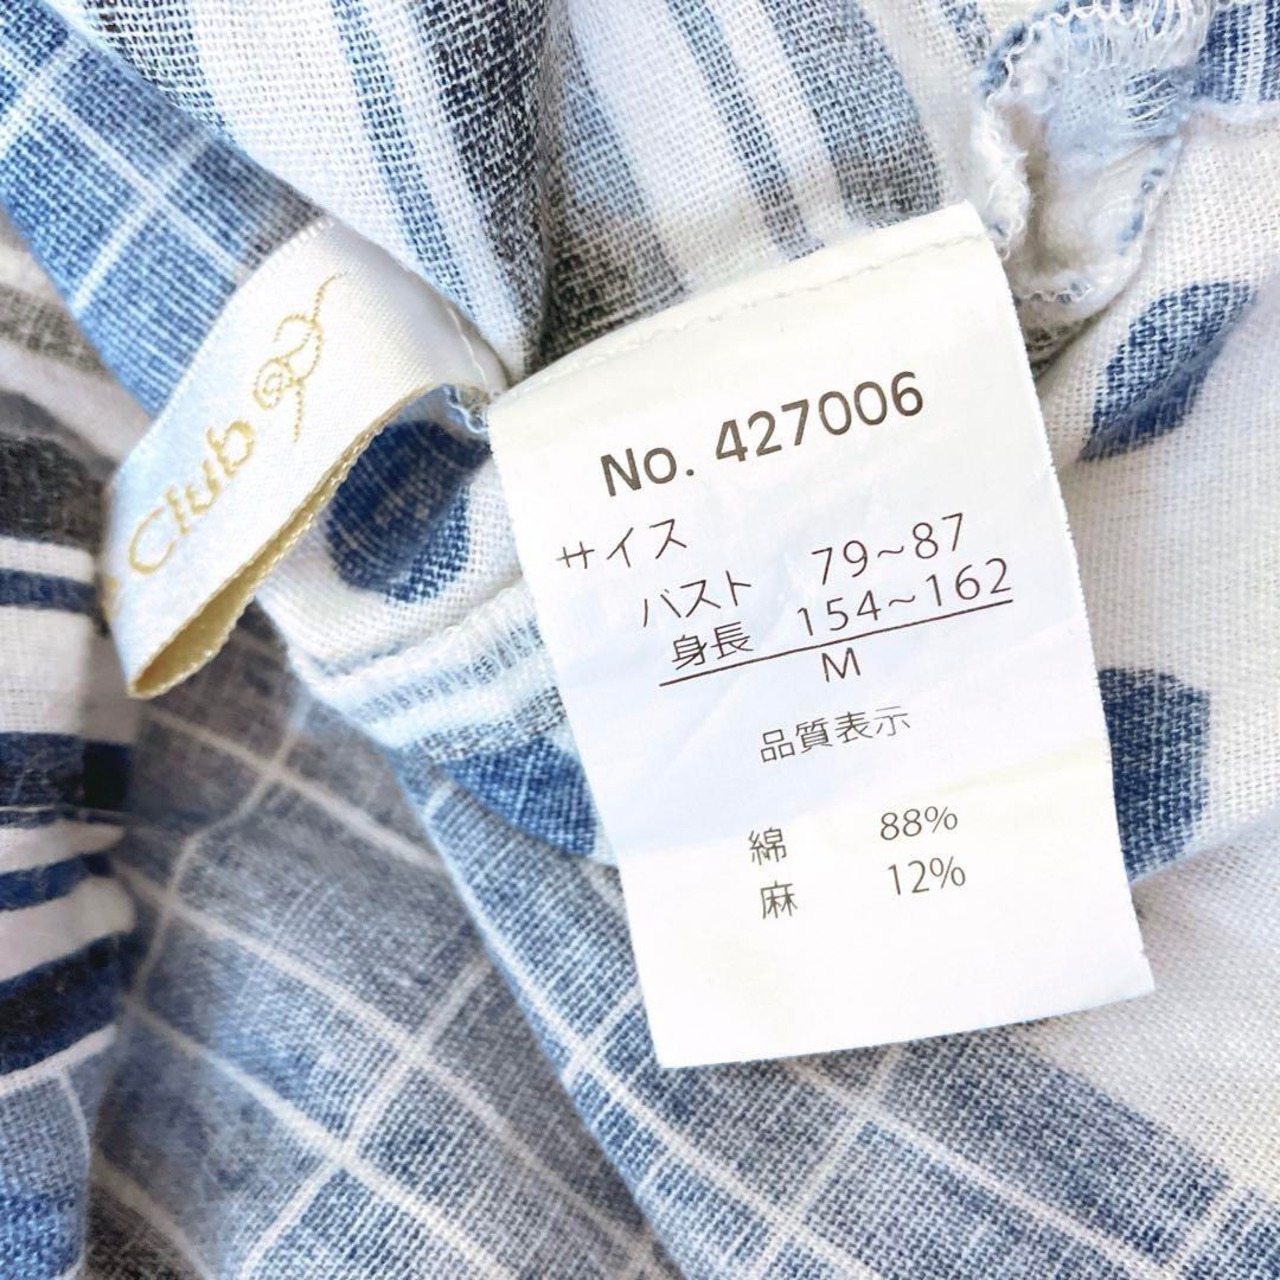 Club
No. 427006
サイズ
バスト 79~87
身長 154~162
M
品質表示
綿 88%
麻 12%